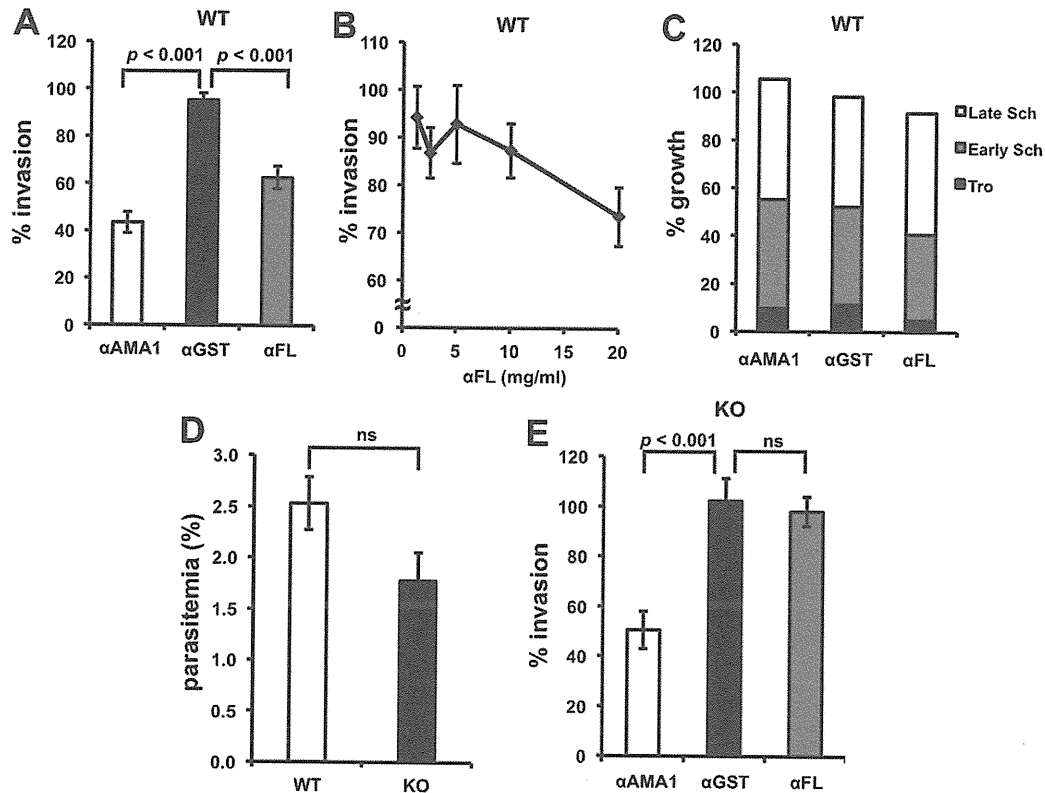 A
WT
120
100
80
60
40
20
0
% invasion
p < 0.001
p < 0.001
αAMA1
αGST
αFL
B
WT
110
100
90
80
70
60
0
% invasion
0
5
10
15
20
αFL (mg/ml)
C
WT
120
100
80
60
40
20
0
% growth
αAMA1
αGST
αFL
Late Sch
Early Sch
Tro
D
ns
3.0
2.5
2.0
1.5
1.0
0.5
0.0
parasitemia (%)
WT
KO
E
KO
p < 0.001
ns
120
100
80
60
40
20
0
% invasion
αAMA1
αGST
αFL